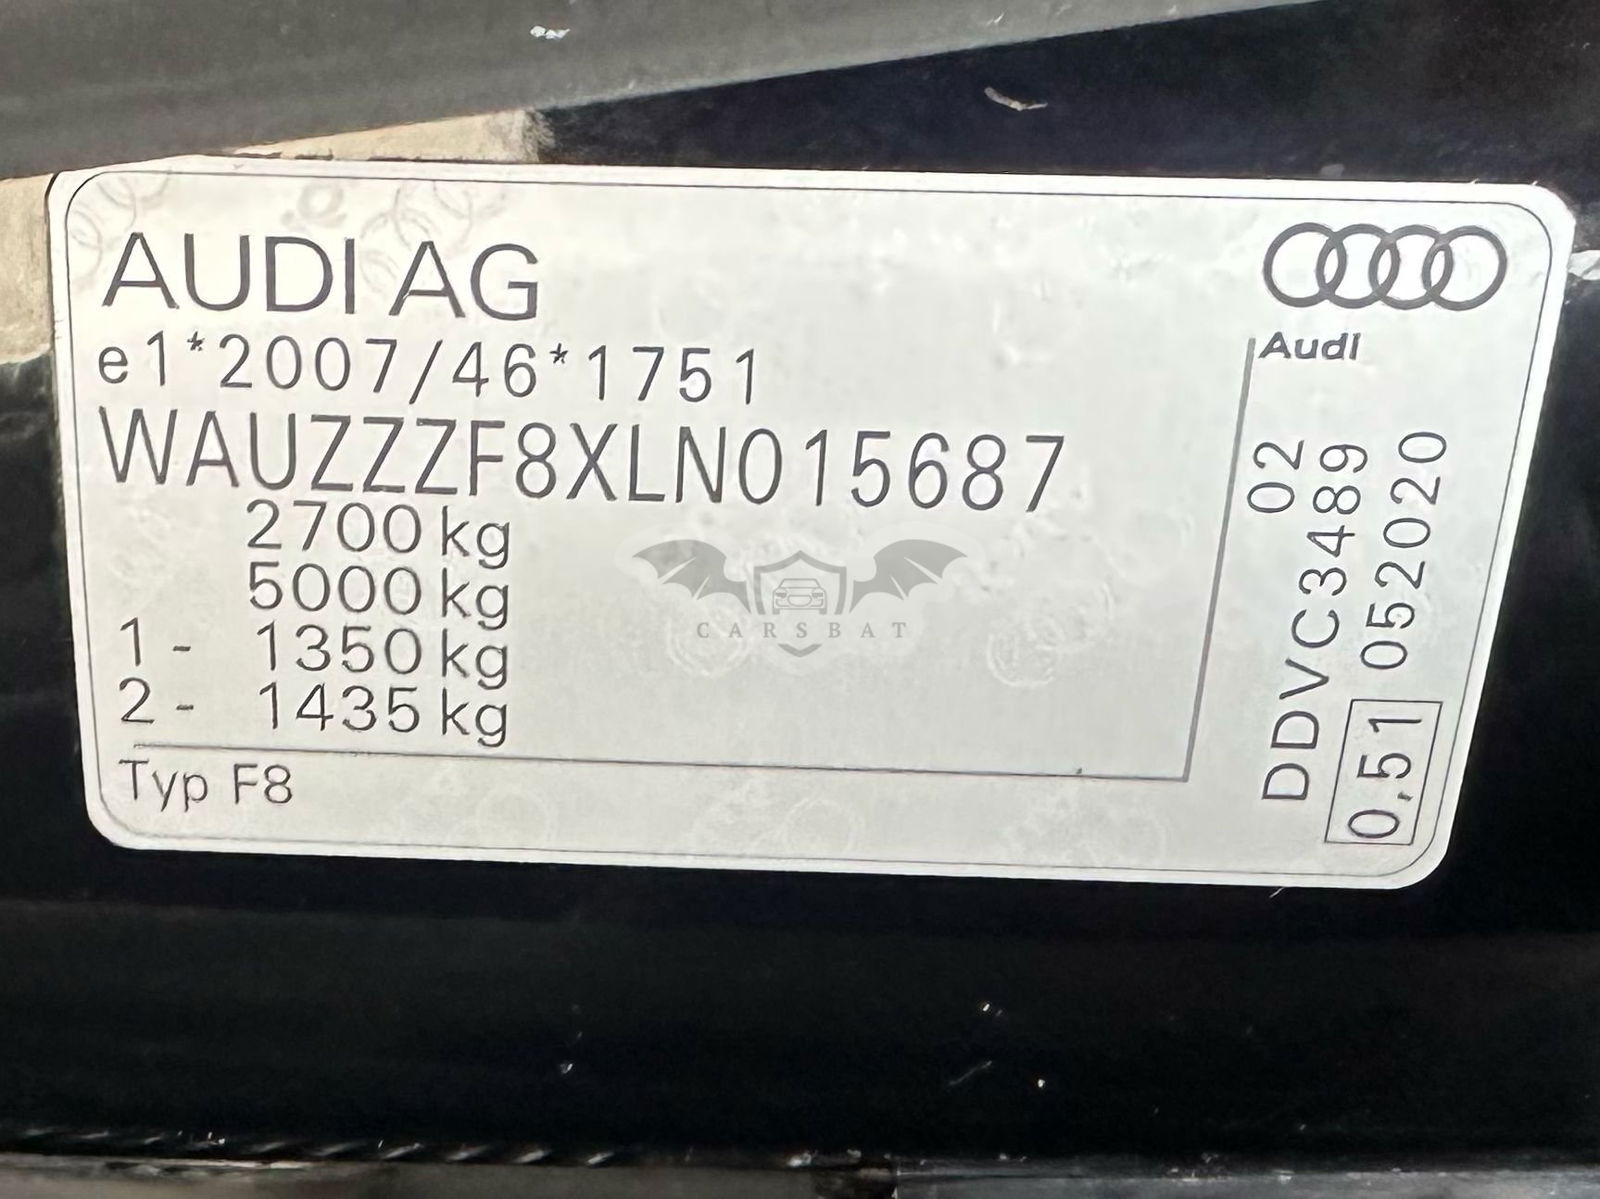 AUDI AG
e1*2007/46*1751
WAUZZZF8XLN015687
2700 kg
5000 kg
1 - 1350 kg
2 - 1435 kg
Typ F8
Audi
02
DDVC3489
0,51 052020
CARSBAT